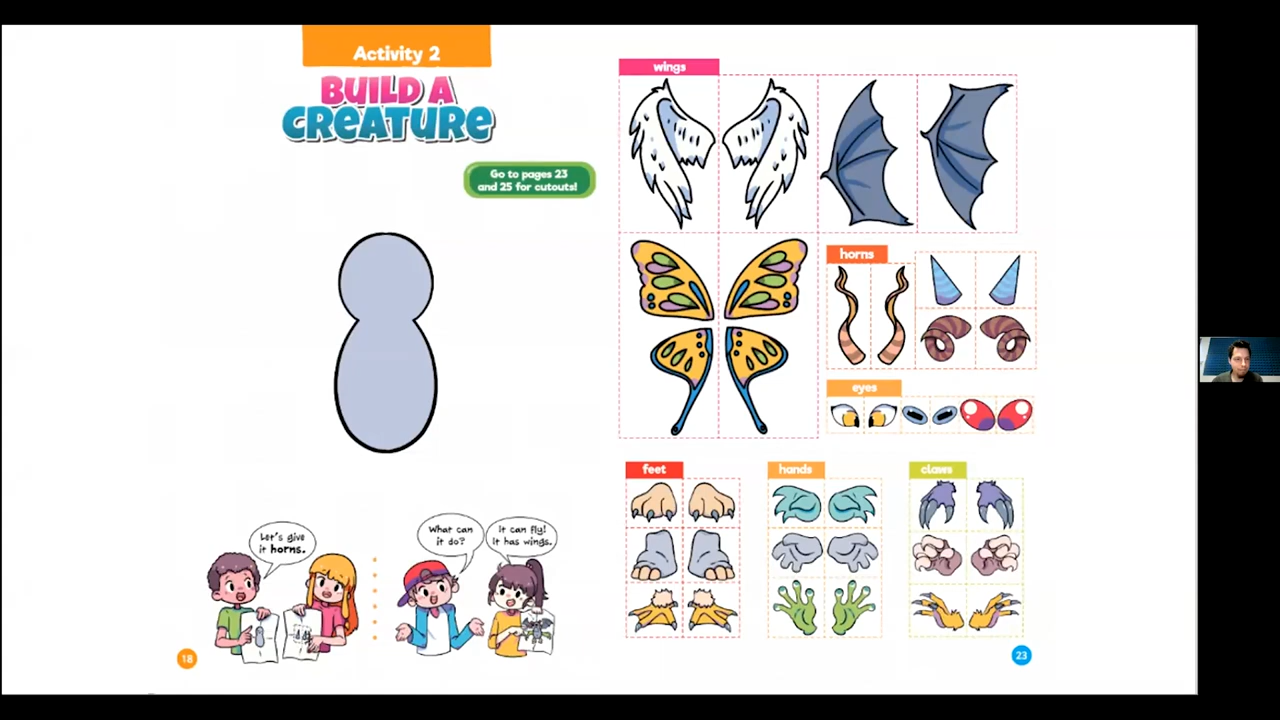 Activity 2
BUILD A
CREATURE
Go to pages 23
and 25 for cutouts!
Let's give
it horns.
What can
it do?
It can fly!
It has wings.
18
wings
horns
eyes
feet
hands
claws
23